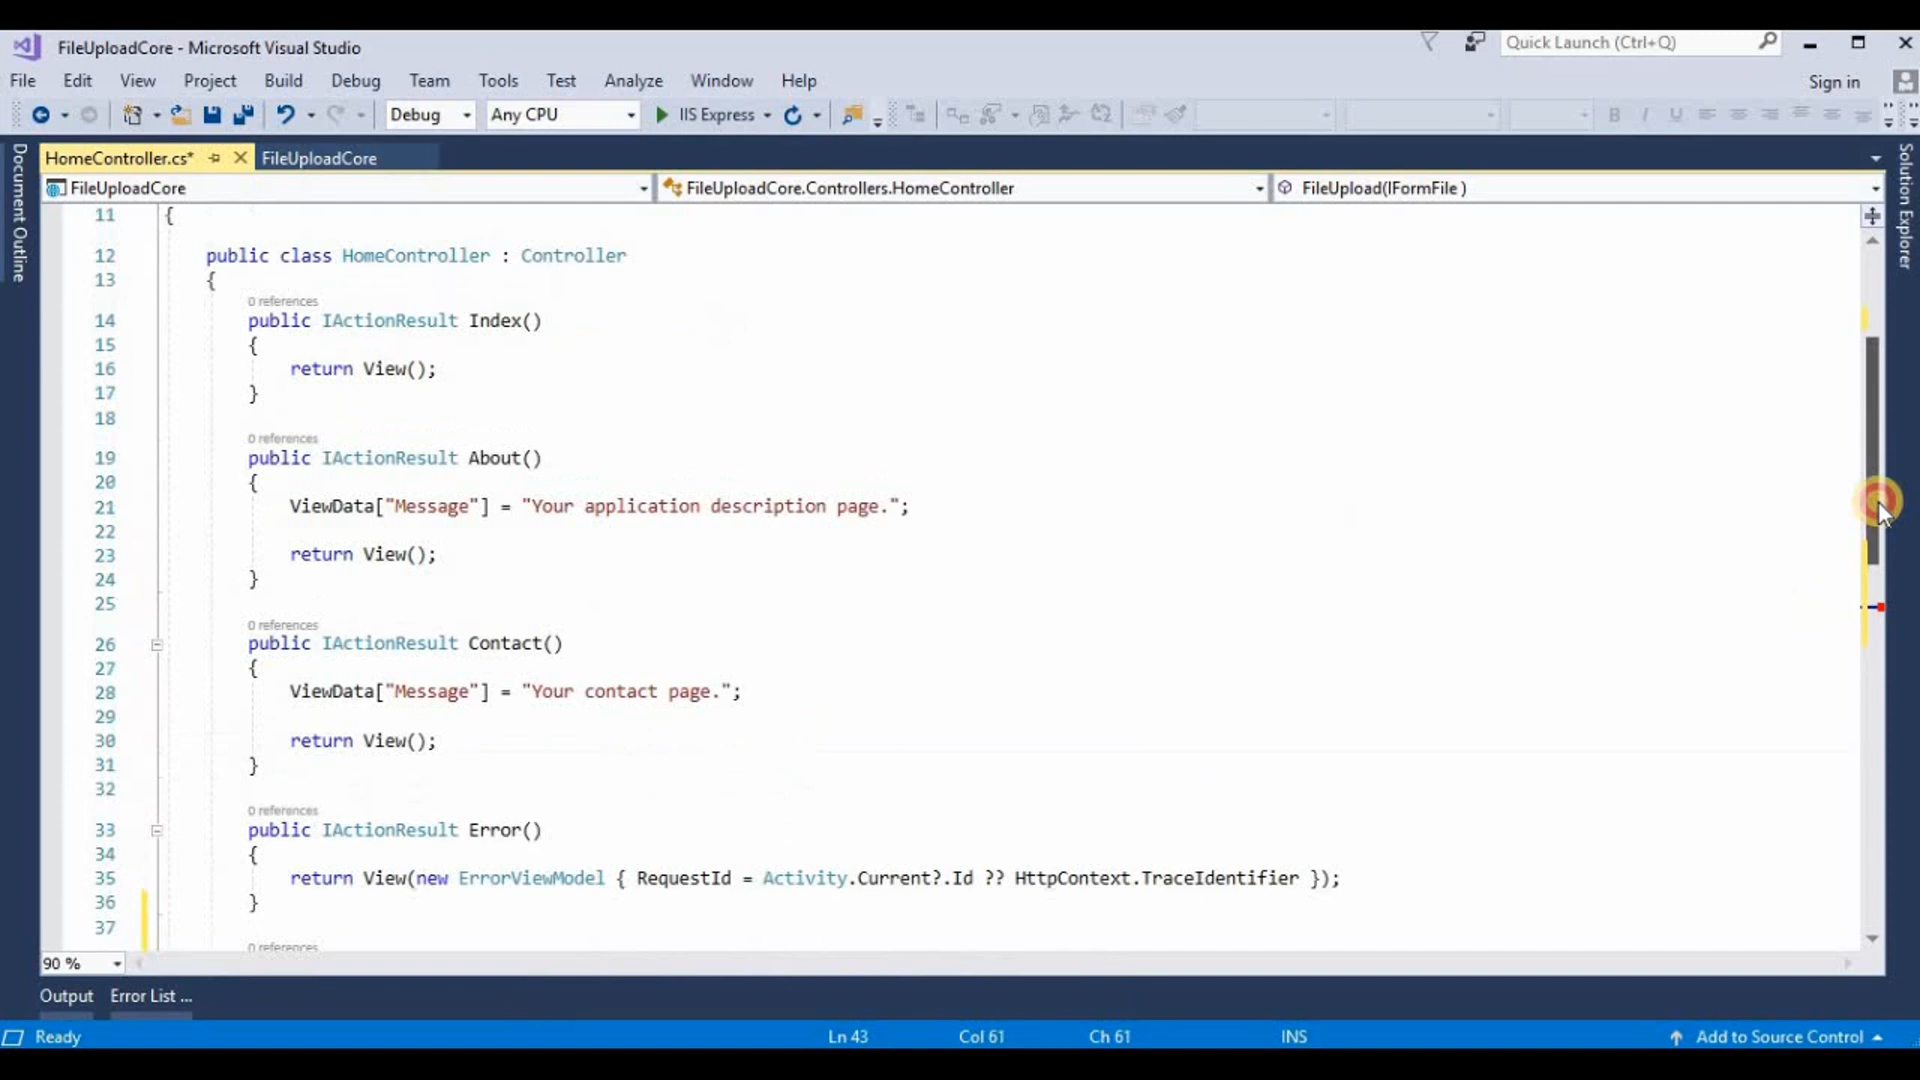 FileUploadCore - Microsoft Visual Studio
Quick Launch (Ctrl+Q)
File Edit View Project Build Debug Team Tools Test Analyze Window Help
Sign in
Debug Any CPU IIS Express
B I U
HomeController.cs* FileUploadCore
FileUploadCore FileUploadCore.Controllers.HomeController FileUpload(IFormFile )
Document Outline
Solution Explorer
11 {
12 public class HomeController : Controller
13 {
0 references
14 public IActionResult Index()
15 {
16 return View();
17 }
18
0 references
19 public IActionResult About()
20 {
21 ViewData["Message"] = "Your application description page.";
22
23 return View();
24 }
25
0 references
26 public IActionResult Contact()
27 {
28 ViewData["Message"] = "Your contact page.";
29
30 return View();
31 }
32
0 references
33 public IActionResult Error()
34 {
35 return View(new ErrorViewModel { RequestId = Activity.Current?.Id ?? HttpContext.TraceIdentifier });
36 }
37
0 references
90 %
Output Error List ...
Ready Ln 43 Col 61 Ch 61 INS Add to Source Control